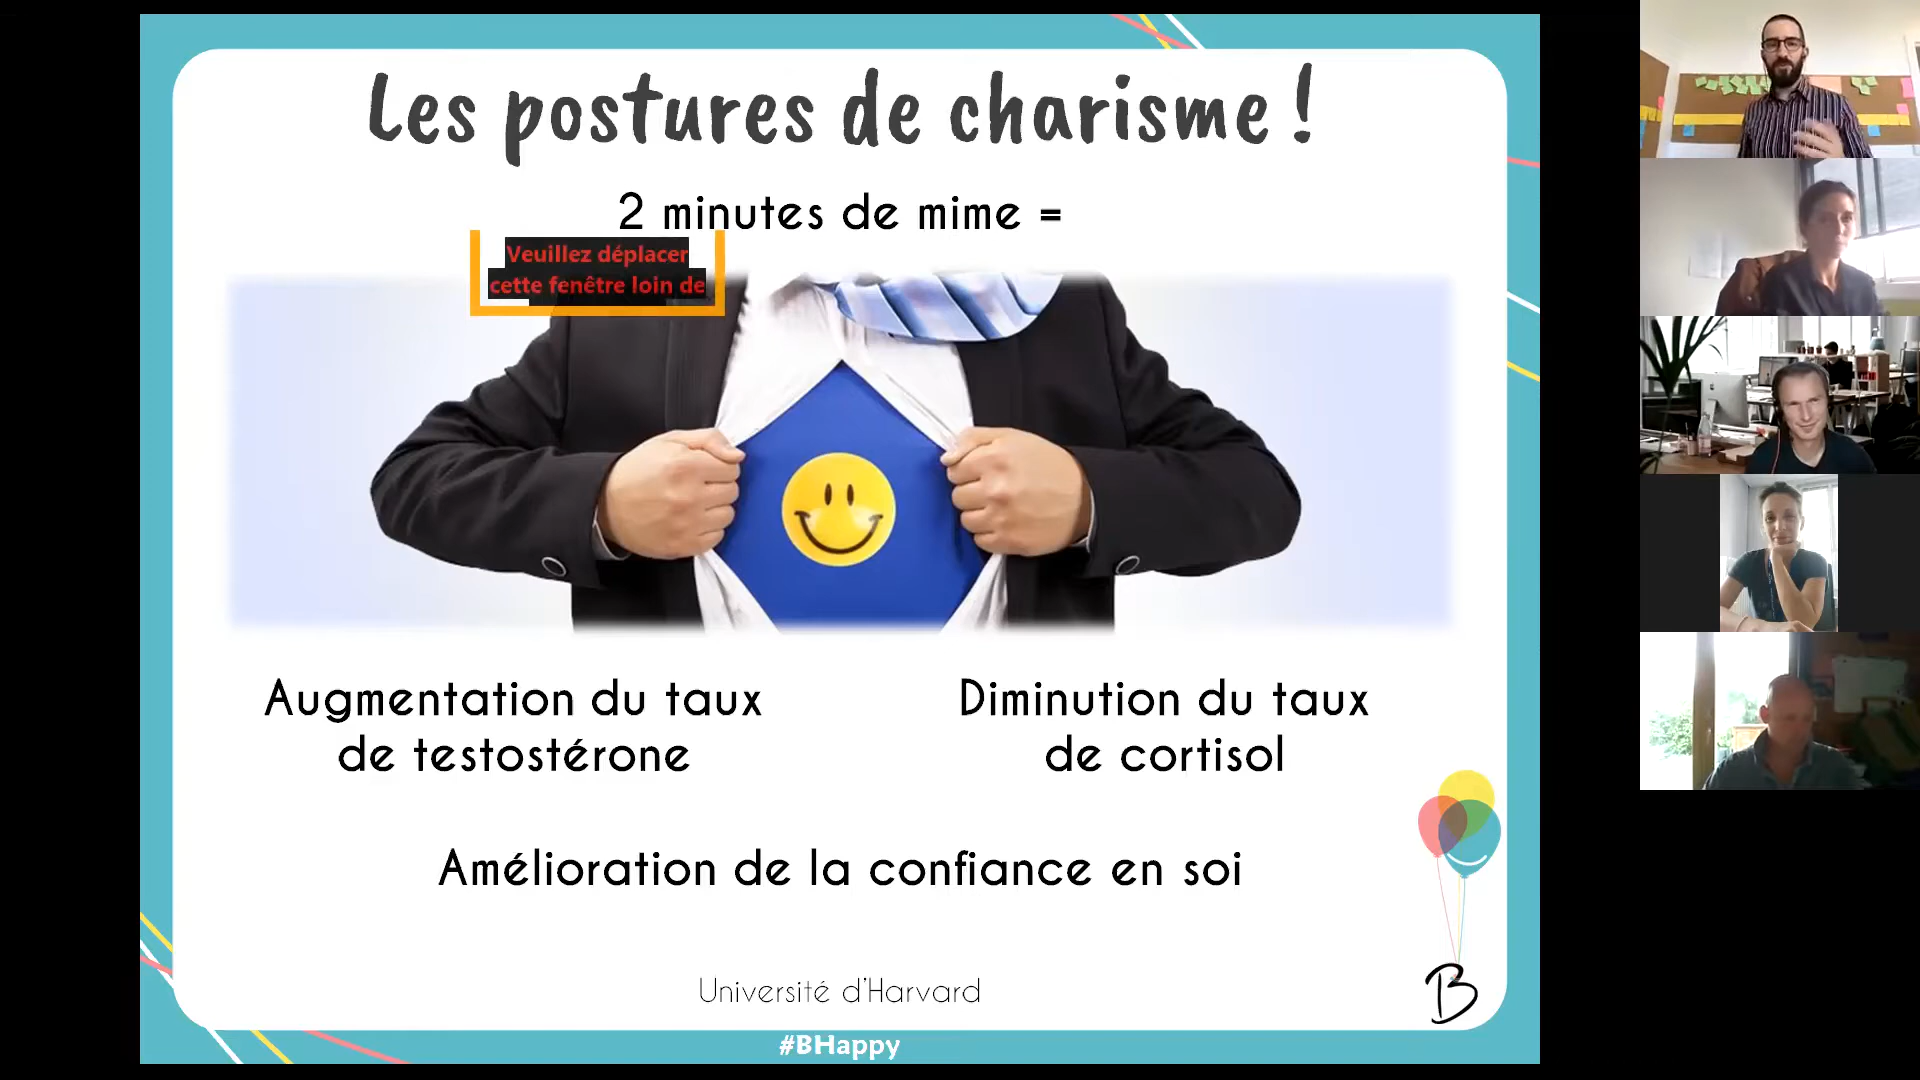 Les postures de charisme !
2 minutes de mime =
Veuillez déplacer
cette fenêtre loin de
Augmentation du taux
de testostérone
Diminution du taux
de cortisol
Amélioration de la confiance en soi
Université d'Harvard
B
#BHappy